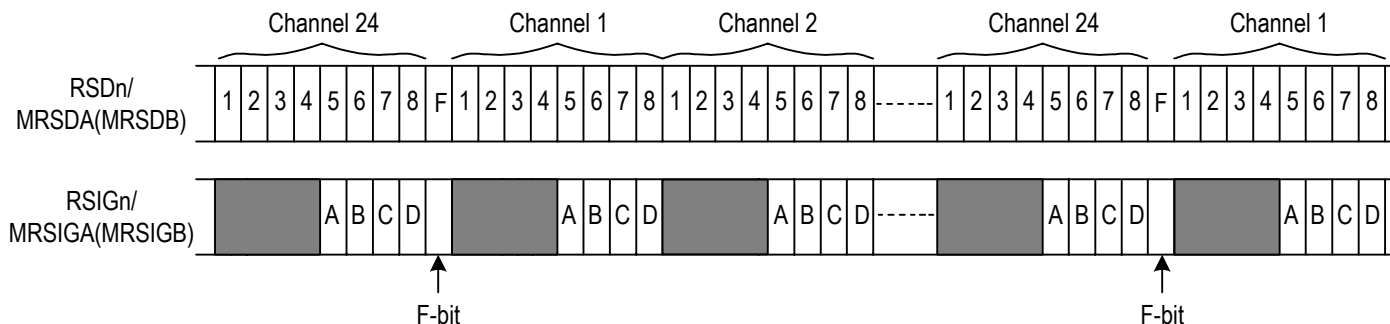 Channel 24 Channel 1 Channel 2 Channel 24 Channel 1
RSDn/
MRSDA(MRSDB)
1 2 3 4 5 6 7 8 F 1 2 3 4 5 6 7 8 1 2 3 4 5 6 7 8 1 2 3 4 5 6 7 8 F 1 2 3 4 5 6 7 8
RSIGn/
MRSIGA(MRSIGB)
A B C D A B C D A B C D A B C D A B C D
F-bit F-bit